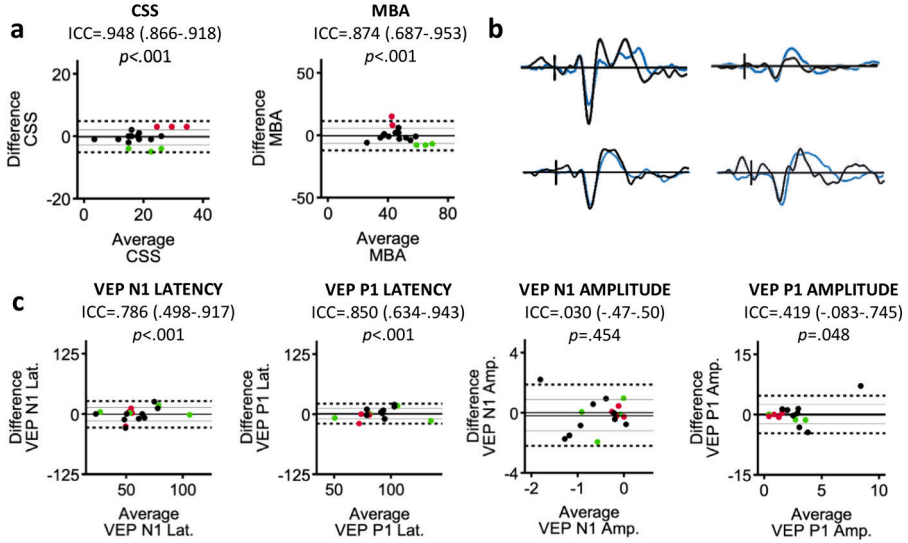 a
CSS
ICC=.948 (.866-.918)
p<.001
20
0
-20
0
20
40
Difference
CSS
Average
CSS
MBA
ICC=.874 (.687-.953)
p<.001
50
0
-50
0
40
80
Difference
MBA
Average
MBA
b
c
VEP N1 LATENCY
ICC=.786 (.498-.917)
p<.001
125
0
-125
50
100
Difference
VEP N1 Lat.
Average
VEP N1 Lat.
VEP P1 LATENCY
ICC=.850 (.634-.943)
p<.001
125
0
-125
50
100
Difference
VEP P1 Lat.
Average
VEP P1 Lat.
VEP N1 AMPLITUDE
ICC=.030 (-.47-.50)
p=.454
4
0
-4
-2
-1
0
Difference
VEP N1 Amp.
Average
VEP N1 Amp.
VEP P1 AMPLITUDE
ICC=.419 (-.083-.745)
p=.048
15
0
-15
0
5
10
Difference
VEP P1 Amp.
Average
VEP P1 Amp.